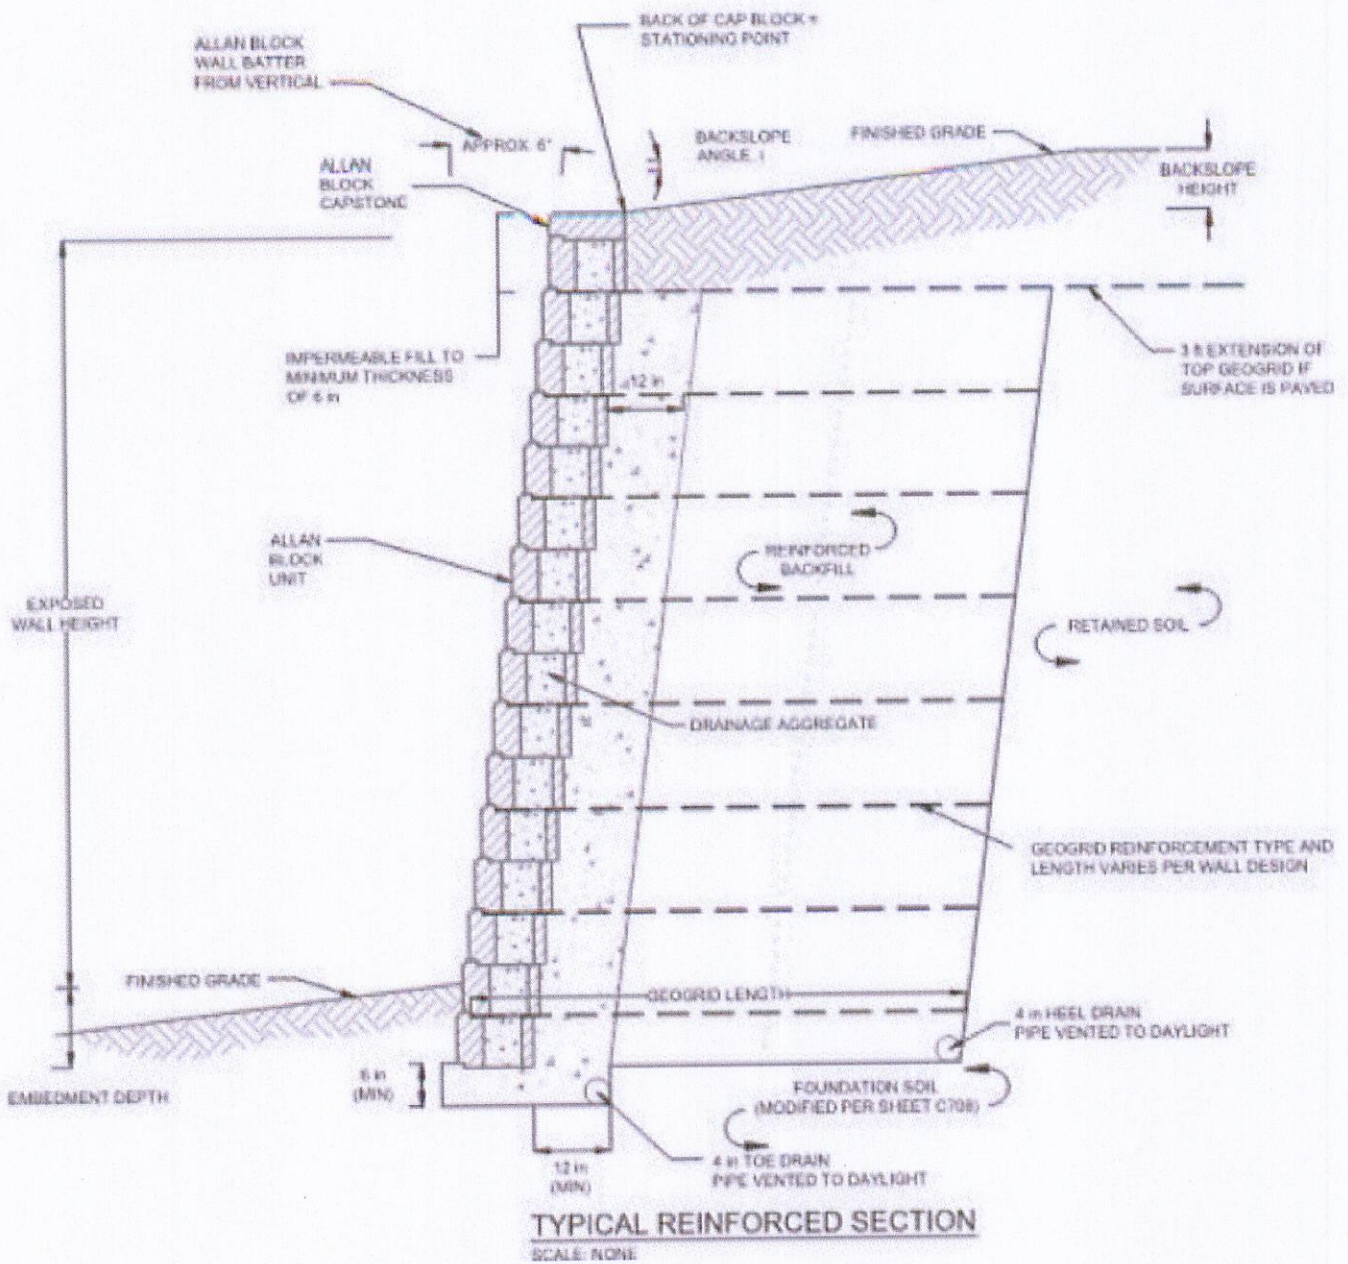 BACK OF CAP BLOCK =
STATIONING POINT
ALLAN BLOCK
WALL BATTER
FROM VERTICAL
APPROX. 6°
BACKSLOPE
ANGLE, i
FINISHED GRADE
BACKSLOPE
HEIGHT
ALLAN
BLOCK
CAPSTONE
IMPERMEABLE FILL TO
MINIMUM THICKNESS
OF 6 in
12 in
3 ft EXTENSION OF
TOP GEOGRID IF
SURFACE IS PAVED
ALLAN
BLOCK
UNIT
REINFORCED
BACKFILL
EXPOSED
WALL HEIGHT
RETAINED SOIL
DRAINAGE AGGREGATE
GEOGRID REINFORCEMENT TYPE AND
LENGTH VARIES PER WALL DESIGN
FINISHED GRADE
GEOGRID LENGTH
4 in HEEL DRAIN
PIPE VENTED TO DAYLIGHT
EMBEDMENT DEPTH
6 in
(MIN)
FOUNDATION SOIL
(MODIFIED PER SHEET C708)
12 in
(MIN)
4 in TOE DRAIN
PIPE VENTED TO DAYLIGHT
TYPICAL REINFORCED SECTION
SCALE: NONE